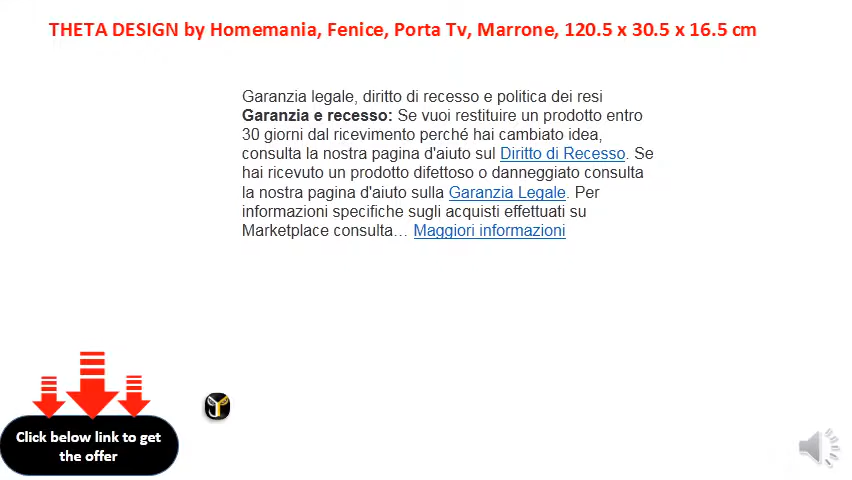 THETA DESIGN by Homemania, Fenice, Porta Tv, Marrone, 120.5 x 30.5 x 16.5 cm
Garanzia legale, diritto di recesso e politica dei resi
Garanzia e recesso: Se vuoi restituire un prodotto entro
30 giorni dal ricevimento perché hai cambiato idea,
consulta la nostra pagina d'aiuto sul Diritto di Recesso. Se
hai ricevuto un prodotto difettoso o danneggiato consulta
la nostra pagina d'aiuto sulla Garanzia Legale. Per
informazioni specifiche sugli acquisti effettuati su
Marketplace consulta… Maggiori informazioni
Click below link to get
the offer